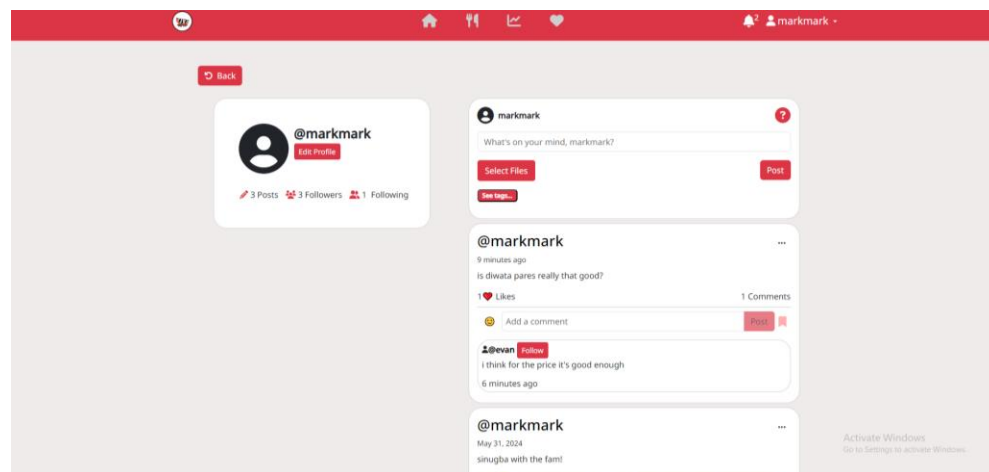 2 markmark
Back
@markmark
Edit Profile
3 Posts 3 Followers 1 Following
markmark
?
What's on your mind, markmark?
Select Files
Post
See tags...
@markmark
...
9 minutes ago
is diwata pares really that good?
1 Likes
1 Comments
Add a comment
Post
@evan Follow
i think for the price it's good enough
6 minutes ago
@markmark
...
May 31, 2024
sinugba with the fam!
Activate Windows
Go to Settings to activate Windows.